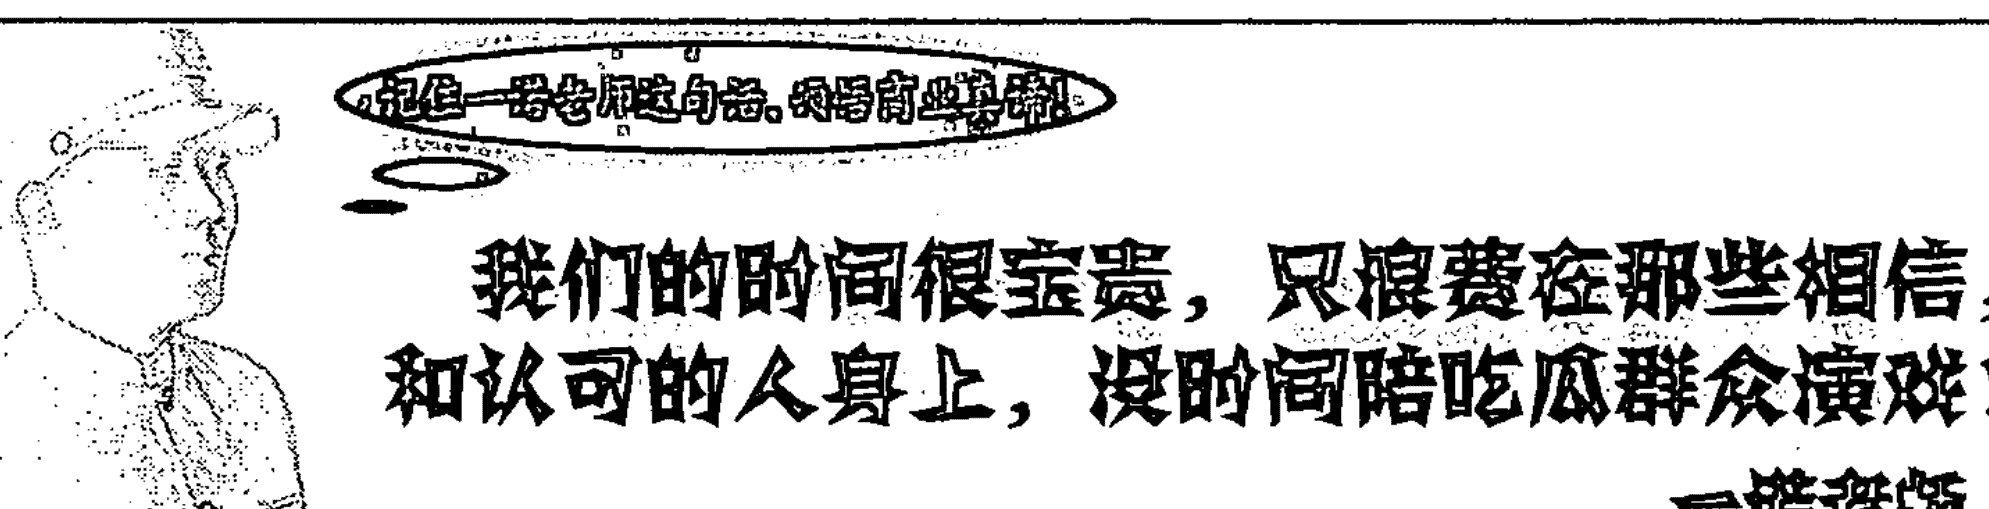 记住一诺老师这句话,领悟商业真谛!
我们的时间很宝贵，只浪费在那些相信，
和认可的人身上，没时间陪吃瓜群众演戏